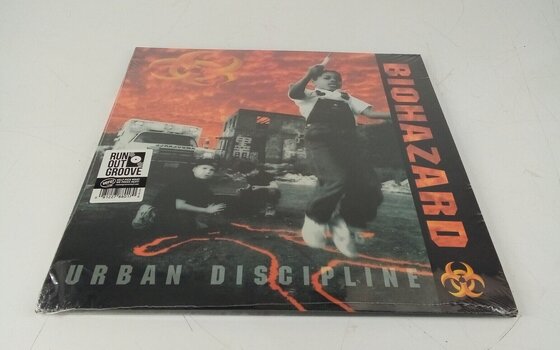 BIOHAZARD
RUN
OUT
GROOVE
URBAN DISCIPLINE